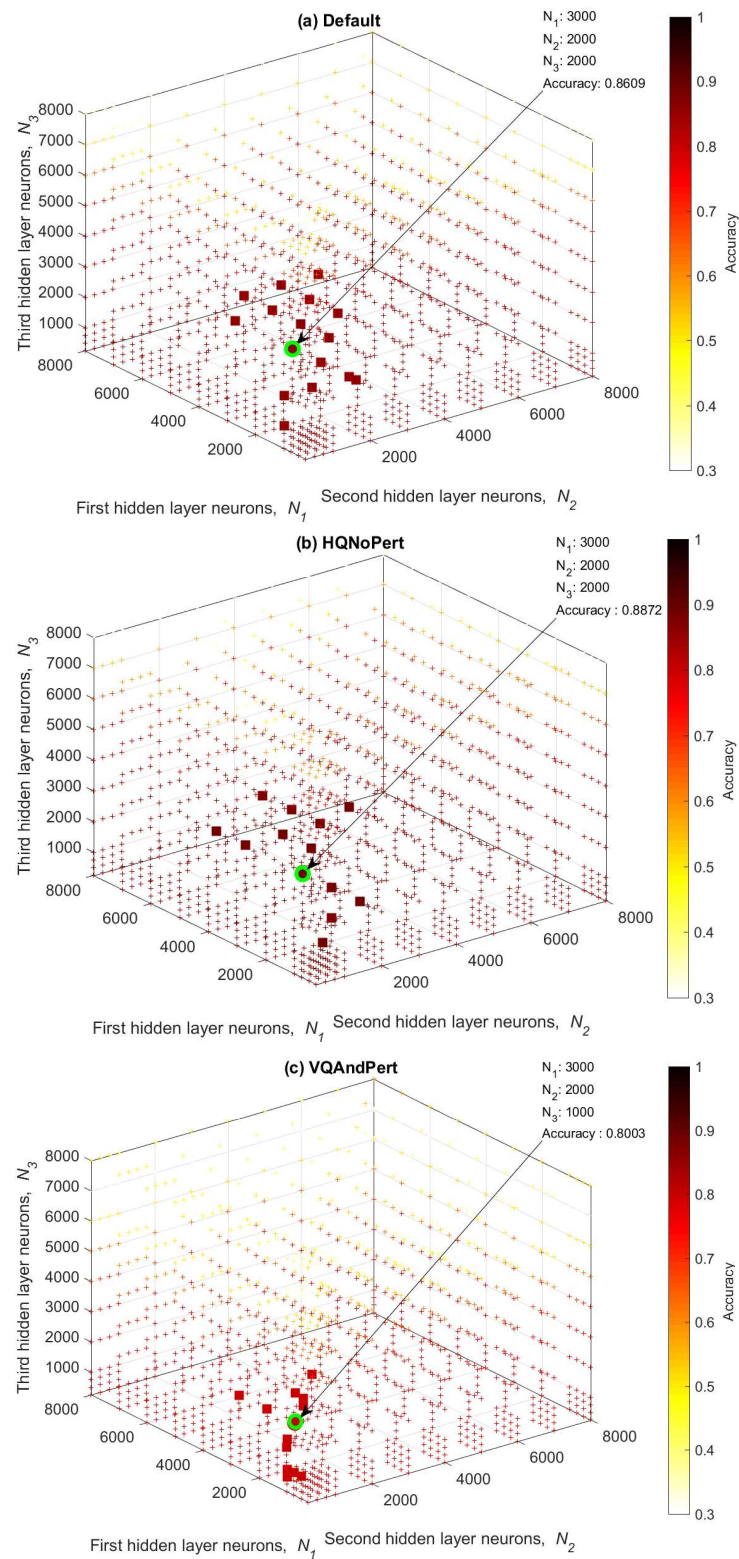 (a) Default
N1: 3000
N2: 2000
N3: 2000
Accuracy: 0.8609
Third hidden layer neurons, N3
8000
7000
6000
5000
4000
3000
2000
1000
8000
6000
4000
2000
2000
4000
6000
8000
First hidden layer neurons, N1
Second hidden layer neurons, N2
1
0.9
0.8
0.7
0.6
0.5
0.4
0.3
Accuracy
(b) HQNoPert
N1: 3000
N2: 2000
N3: 2000
Accuracy : 0.8872
Third hidden layer neurons, N3
8000
7000
6000
5000
4000
3000
2000
1000
8000
6000
4000
2000
2000
4000
6000
8000
First hidden layer neurons, N1
Second hidden layer neurons, N2
1
0.9
0.8
0.7
0.6
0.5
0.4
0.3
Accuracy
(c) VQAndPert
N1: 3000
N2: 2000
N3: 1000
Accuracy : 0.8003
Third hidden layer neurons, N3
8000
7000
6000
5000
4000
3000
2000
1000
8000
6000
4000
2000
2000
4000
6000
8000
First hidden layer neurons, N1
Second hidden layer neurons, N2
1
0.9
0.8
0.7
0.6
0.5
0.4
0.3
Accuracy